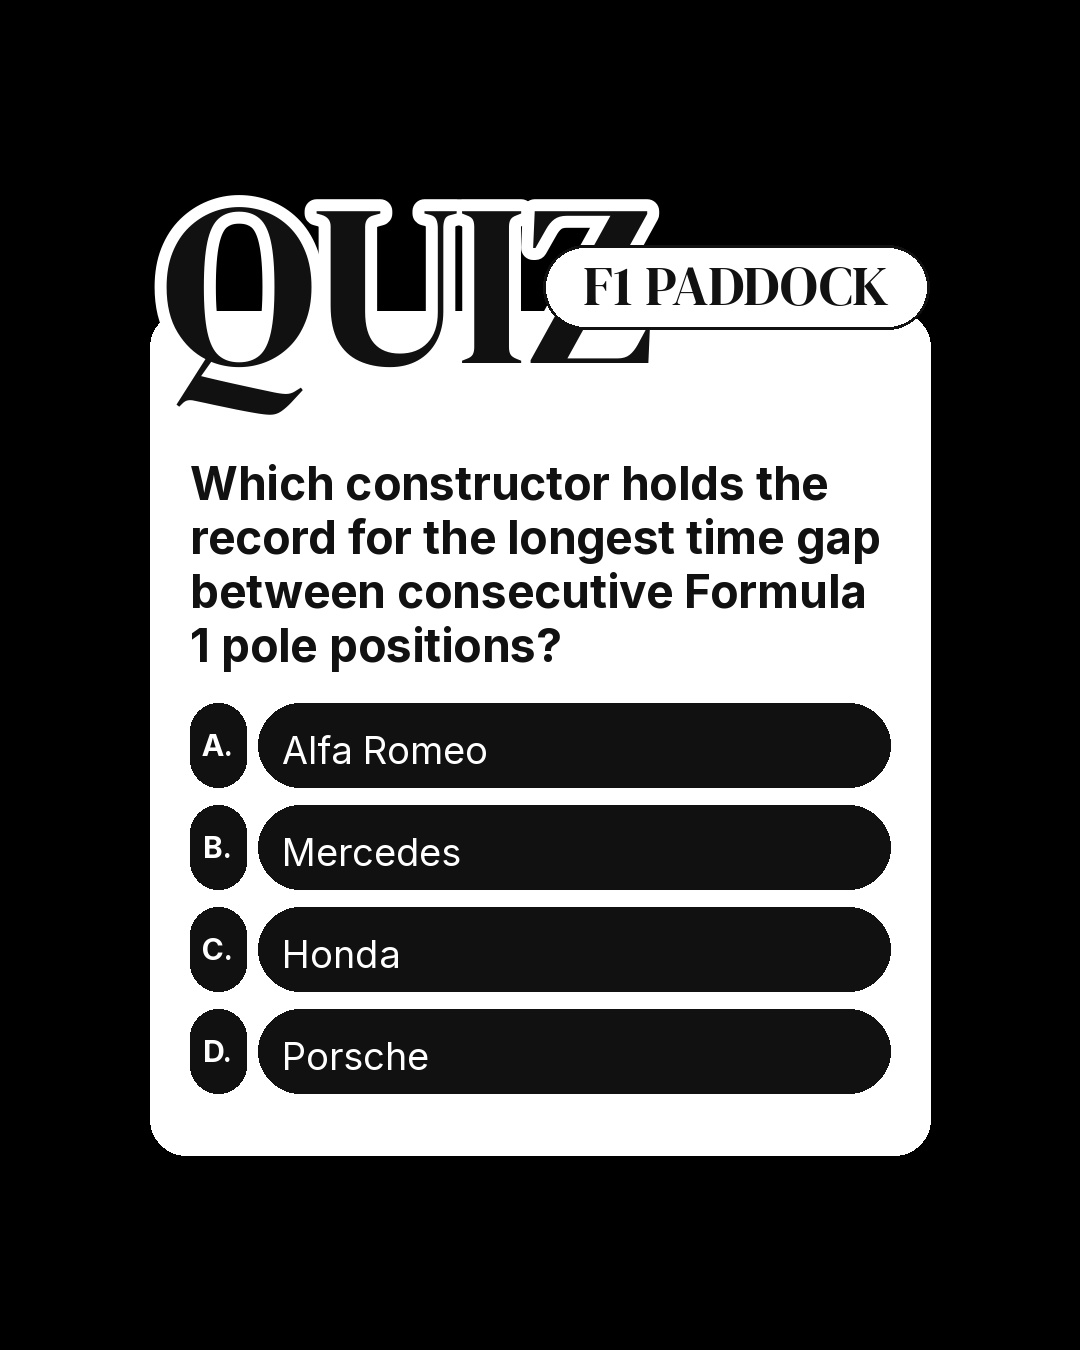 QUIZ
F1 PADDOCK
Which constructor holds the
record for the longest time gap
between consecutive Formula
1 pole positions?
A. Alfa Romeo
B. Mercedes
C. Honda
D. Porsche